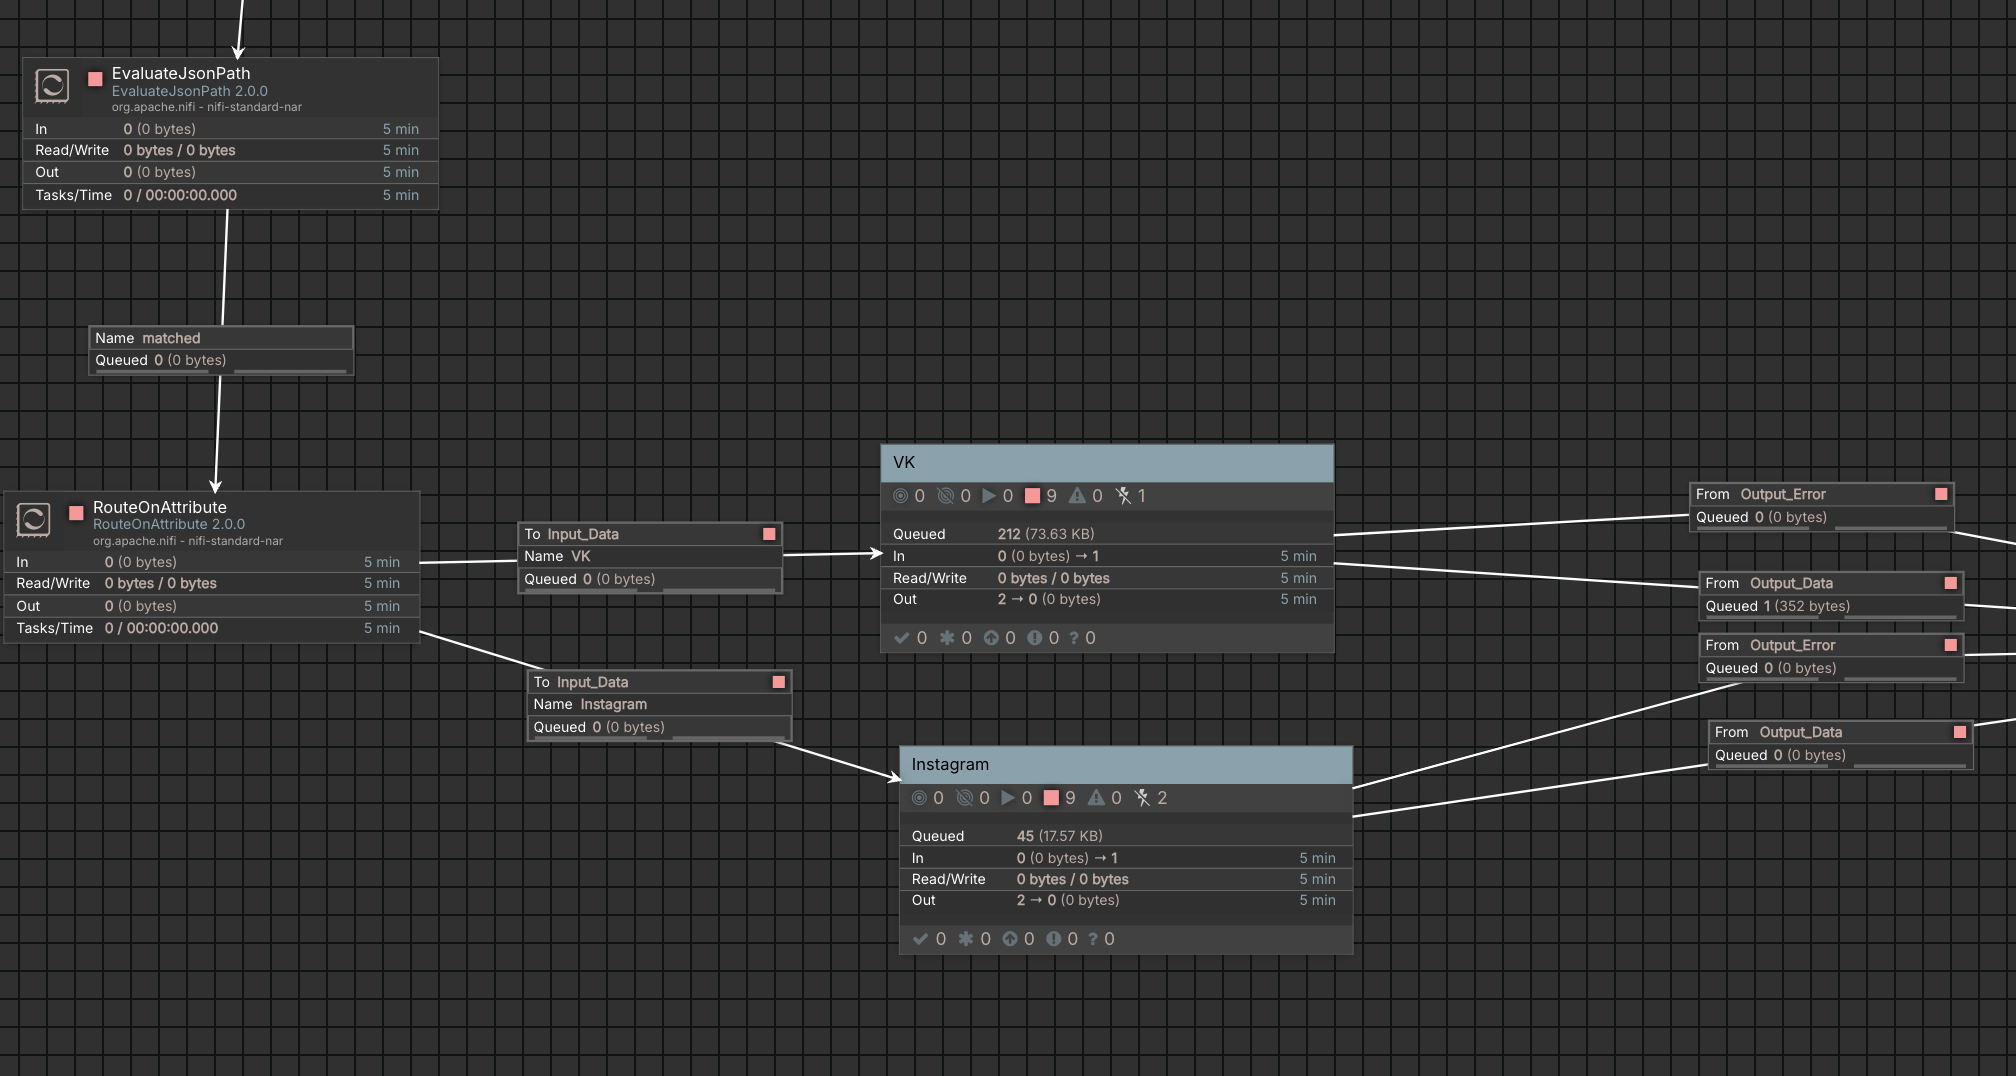 EvaluateJsonPath
EvaluateJsonPath 2.0.0
org.apache.nifi - nifi-standard-nar
In 0 (0 bytes) 5 min
Read/Write 0 bytes / 0 bytes 5 min
Out 0 (0 bytes) 5 min
Tasks/Time 0 / 00:00:00.000 5 min
Name matched
Queued 0 (0 bytes)
RouteOnAttribute
RouteOnAttribute 2.0.0
org.apache.nifi - nifi-standard-nar
In 0 (0 bytes) 5 min
Read/Write 0 bytes / 0 bytes 5 min
Out 0 (0 bytes) 5 min
Tasks/Time 0 / 00:00:00.000 5 min
To Input_Data
Name VK
Queued 0 (0 bytes)
To Input_Data
Name Instagram
Queued 0 (0 bytes)
VK
0 0 0 9 0 1
Queued 212 (73.63 KB)
In 0 (0 bytes) → 1 5 min
Read/Write 0 bytes / 0 bytes 5 min
Out 2 → 0 (0 bytes) 5 min
0 0 0 0 ? 0
Instagram
0 0 0 9 0 2
Queued 45 (17.57 KB)
In 0 (0 bytes) → 1 5 min
Read/Write 0 bytes / 0 bytes 5 min
Out 2 → 0 (0 bytes) 5 min
0 0 0 0 ? 0
From Output_Error
Queued 0 (0 bytes)
From Output_Data
Queued 1 (352 bytes)
From Output_Error
Queued 0 (0 bytes)
From Output_Data
Queued 0 (0 bytes)